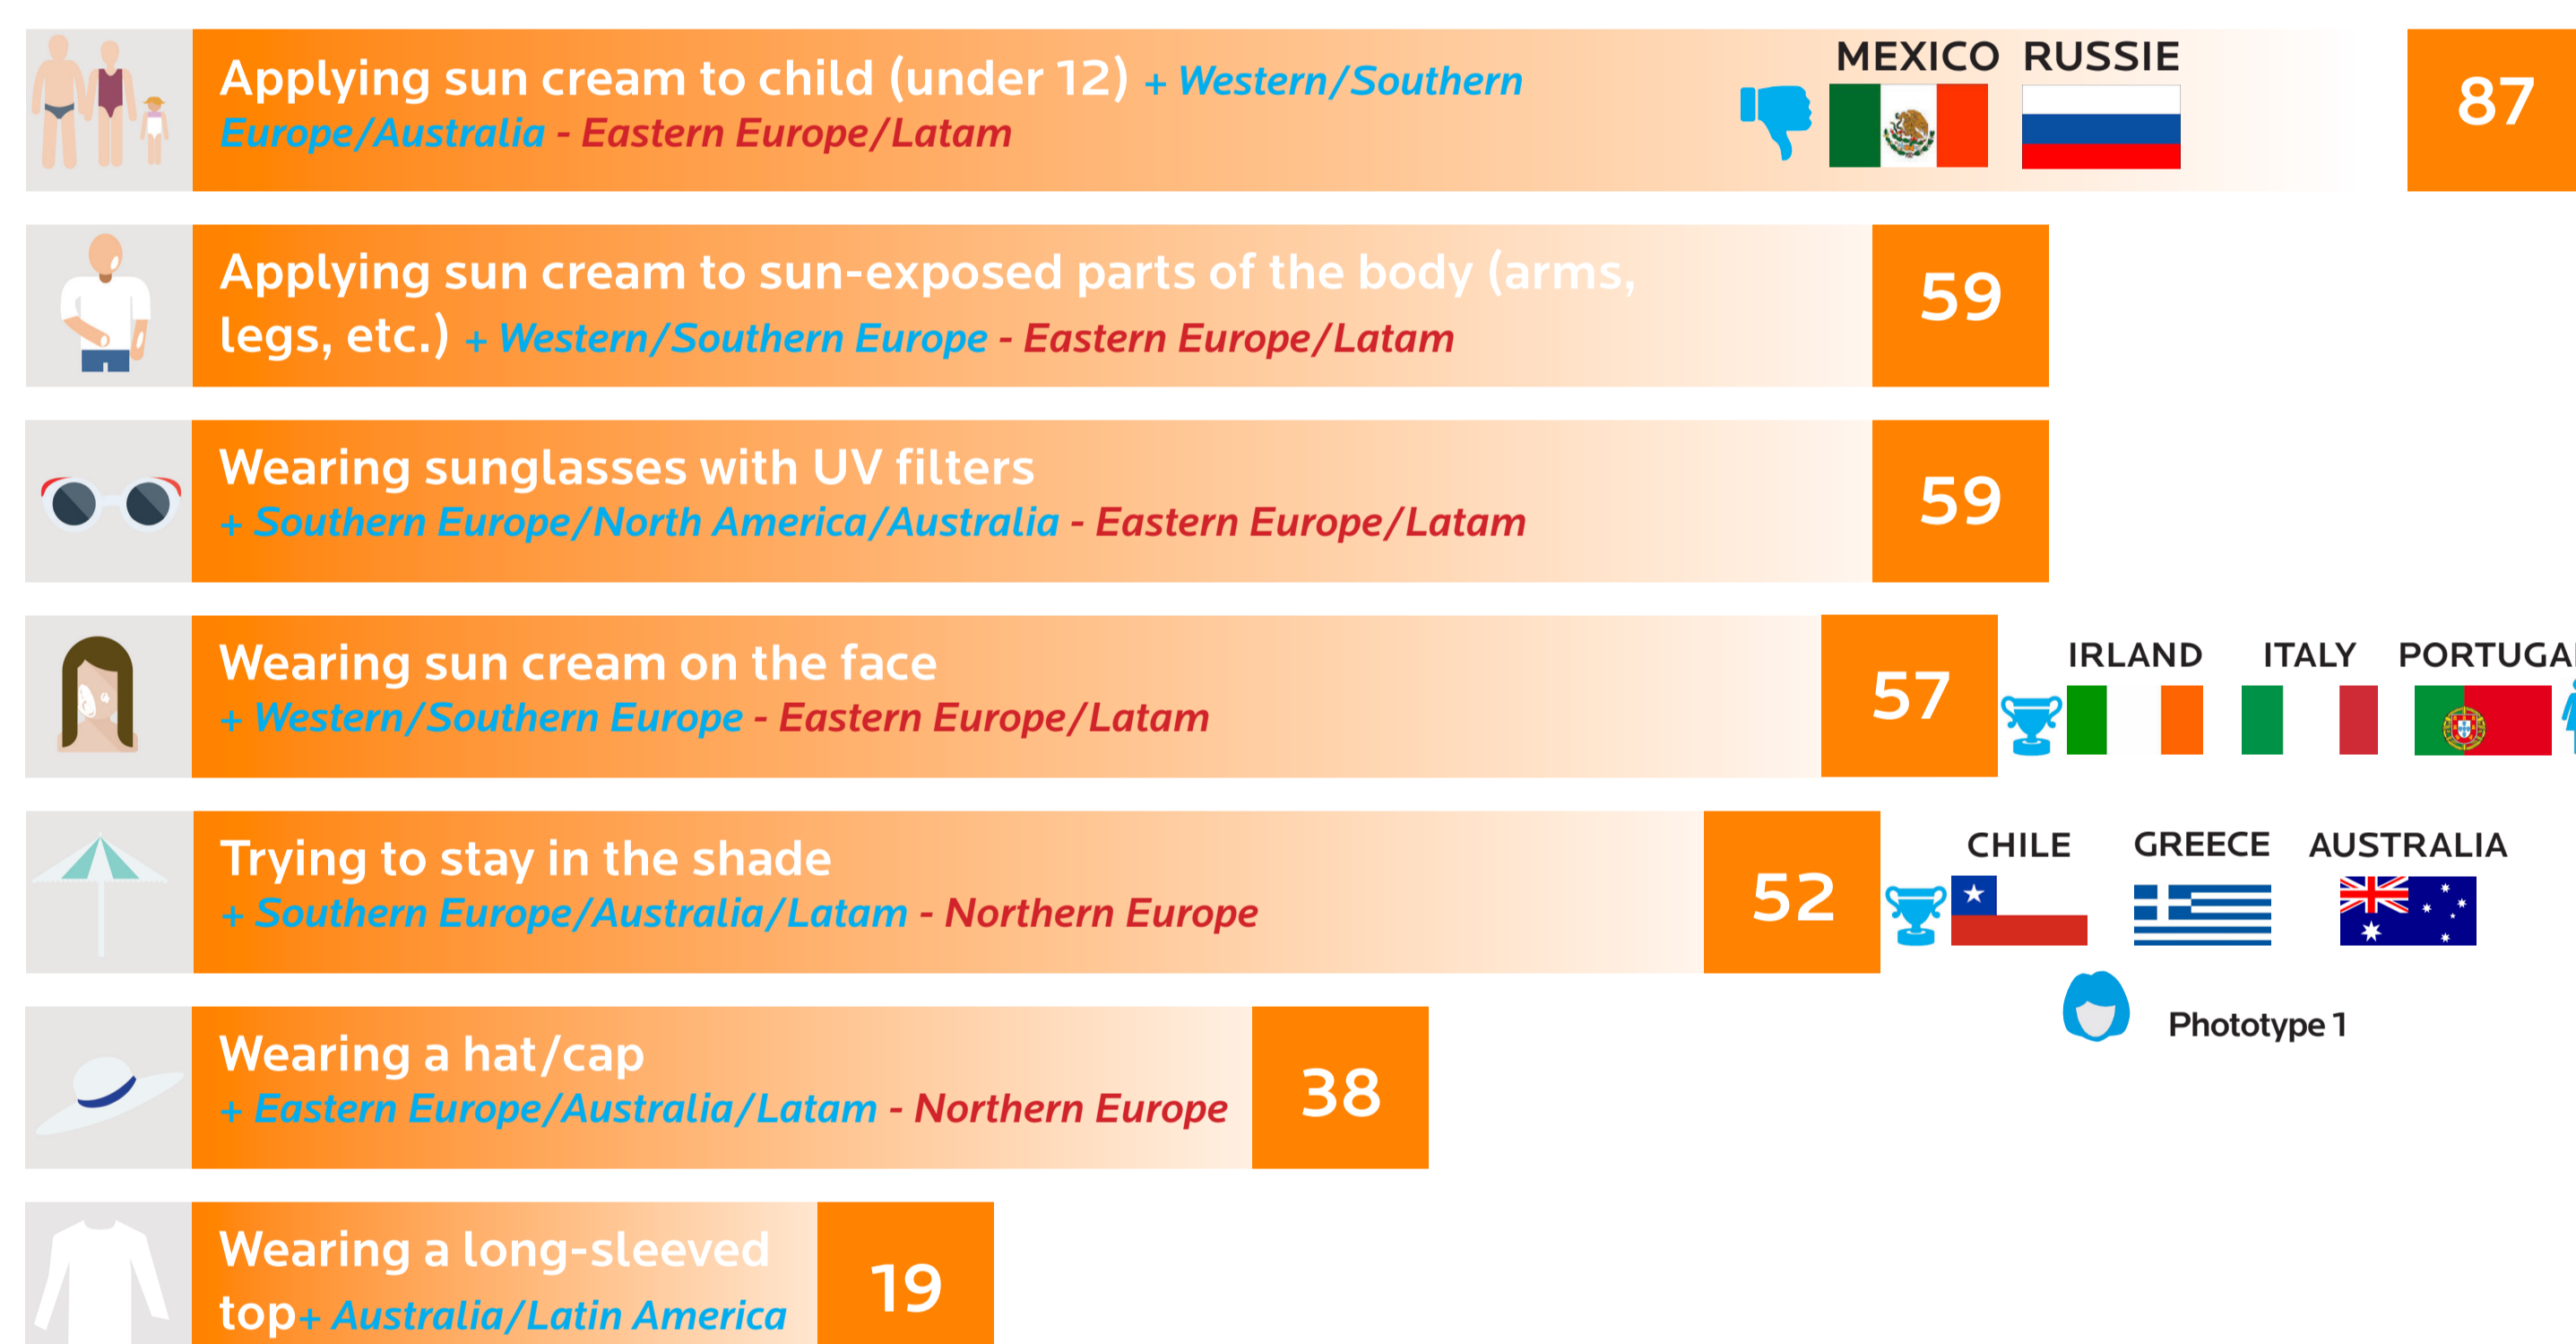 Applying sun cream to child (under 12) + Western/Southern
Europe/Australia - Eastern Europe/Latam
MEXICO RUSSIE
87
Applying sun cream to sun-exposed parts of the body (arms,
legs, etc.) + Western/Southern Europe - Eastern Europe/Latam
59
Wearing sunglasses with UV filters
+ Southern Europe/North America/Australia - Eastern Europe/Latam
59
Wearing sun cream on the face
+ Western/Southern Europe - Eastern Europe/Latam
57
IRLAND ITALY PORTUGA
Trying to stay in the shade
+ Southern Europe/Australia/Latam - Northern Europe
52
CHILE GREECE AUSTRALIA
Phototype 1
Wearing a hat/cap
+ Eastern Europe/Australia/Latam - Northern Europe
38
Wearing a long-sleeved
top+ Australia/Latin America
19